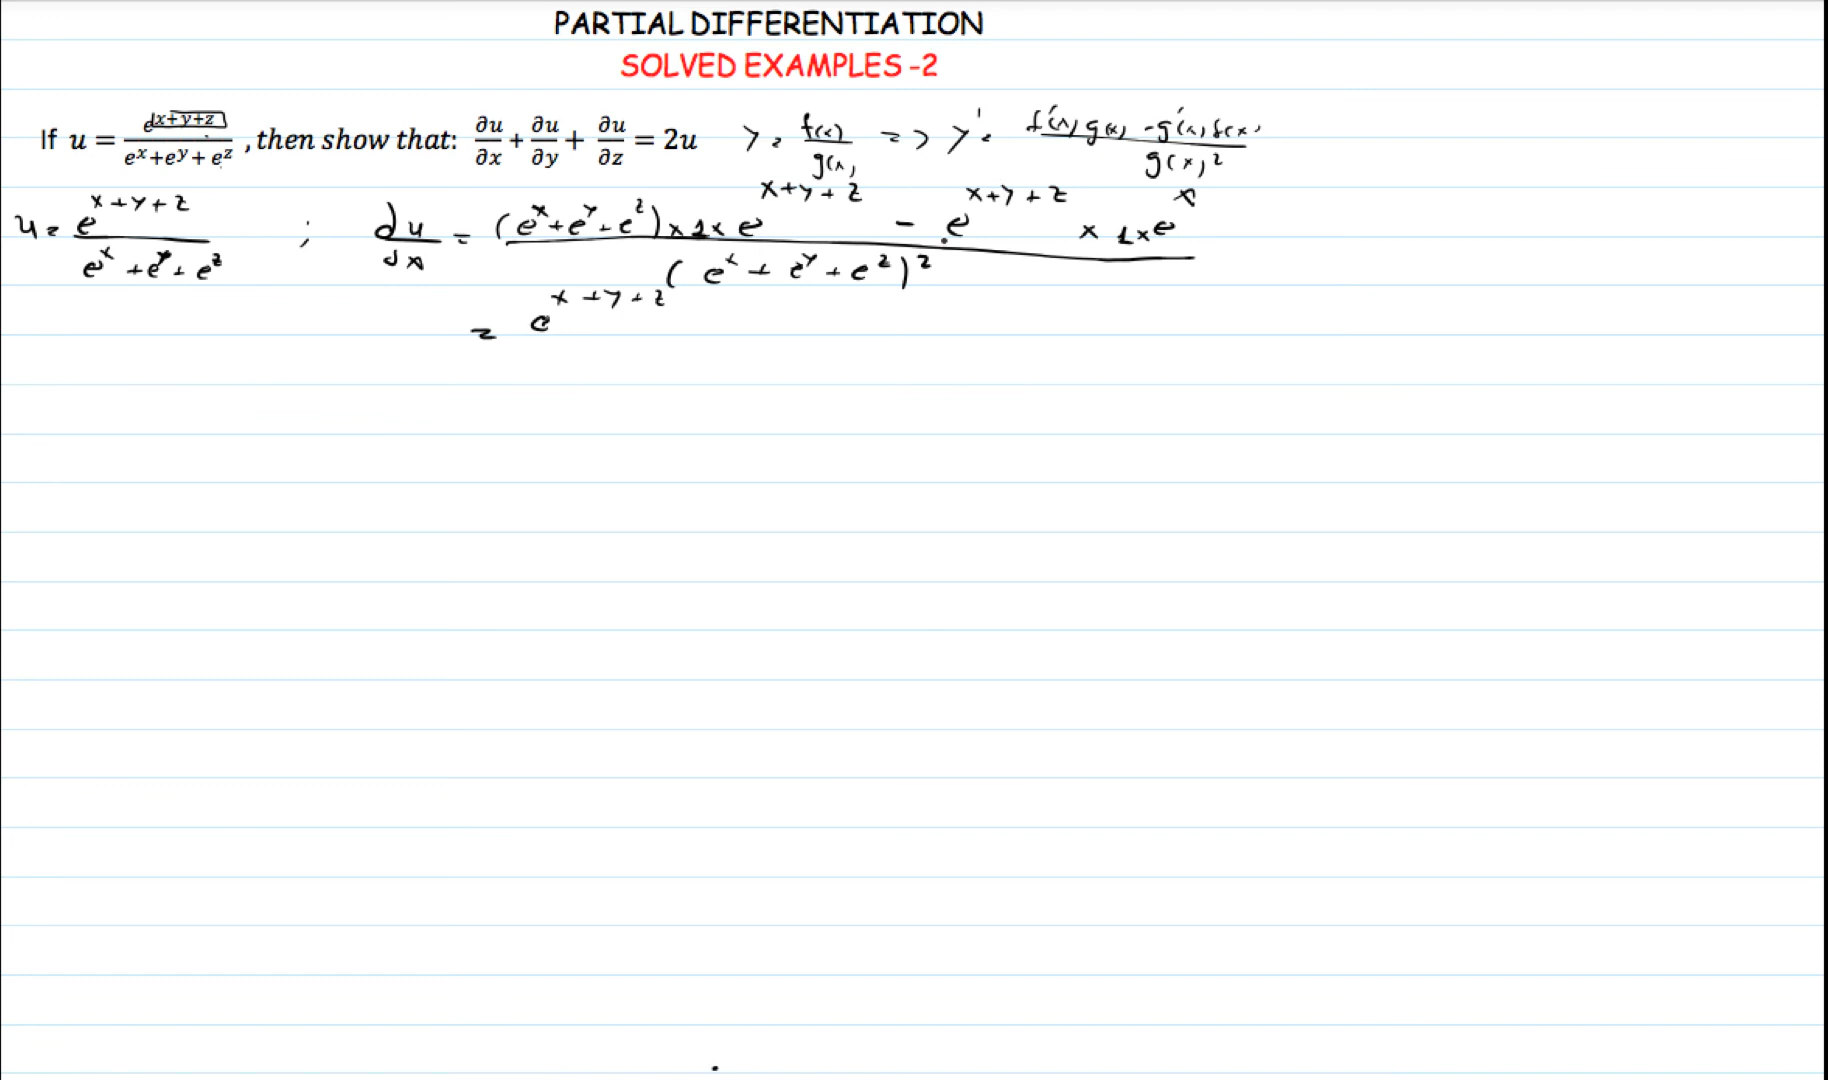 PARTIAL DIFFERENTIATION
SOLVED EXAMPLES -2
If u = e^{x+y+z} / (e^x+e^y+e^z) , then show that: ∂u/∂x + ∂u/∂y + ∂u/∂z = 2u y = f(x)/g(x) => y' = (f'(x) g(x) - g'(x) f(x)) / g(x)^2
u = e^{x+y+z} / (e^x + e^y + e^z) ; du/dx = ((e^x + e^y + e^z) × 1 × e^{x+y+z} - e^{x+y+z} × 1 × e^x) / (e^x + e^y + e^z)^2
= e^{x+y+z}